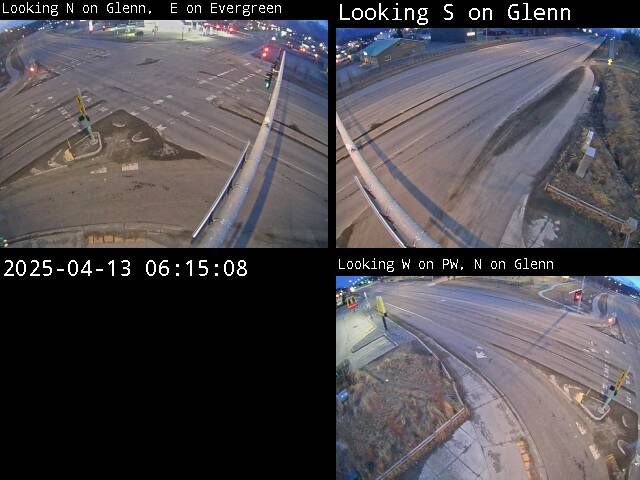 Looking N on Glenn,  E on Evergreen
Looking S on Glenn
2025-04-13 06:15:08
Looking W on PW, N on Glenn